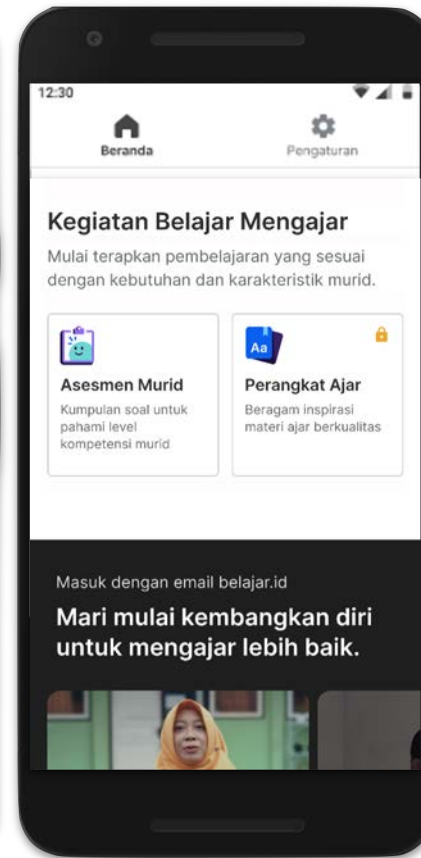 12:30
Beranda
Pengaturan
Kegiatan Belajar Mengajar
Mulai terapkan pembelajaran yang sesuai
dengan kebutuhan dan karakteristik murid.
Asesmen Murid
Kumpulan soal untuk
pahami level
kompetensi murid
Aa
Perangkat Ajar
Beragam inspirasi
materi ajar berkualitas
Masuk dengan email belajar.id
Mari mulai kembangkan diri
untuk mengajar lebih baik.